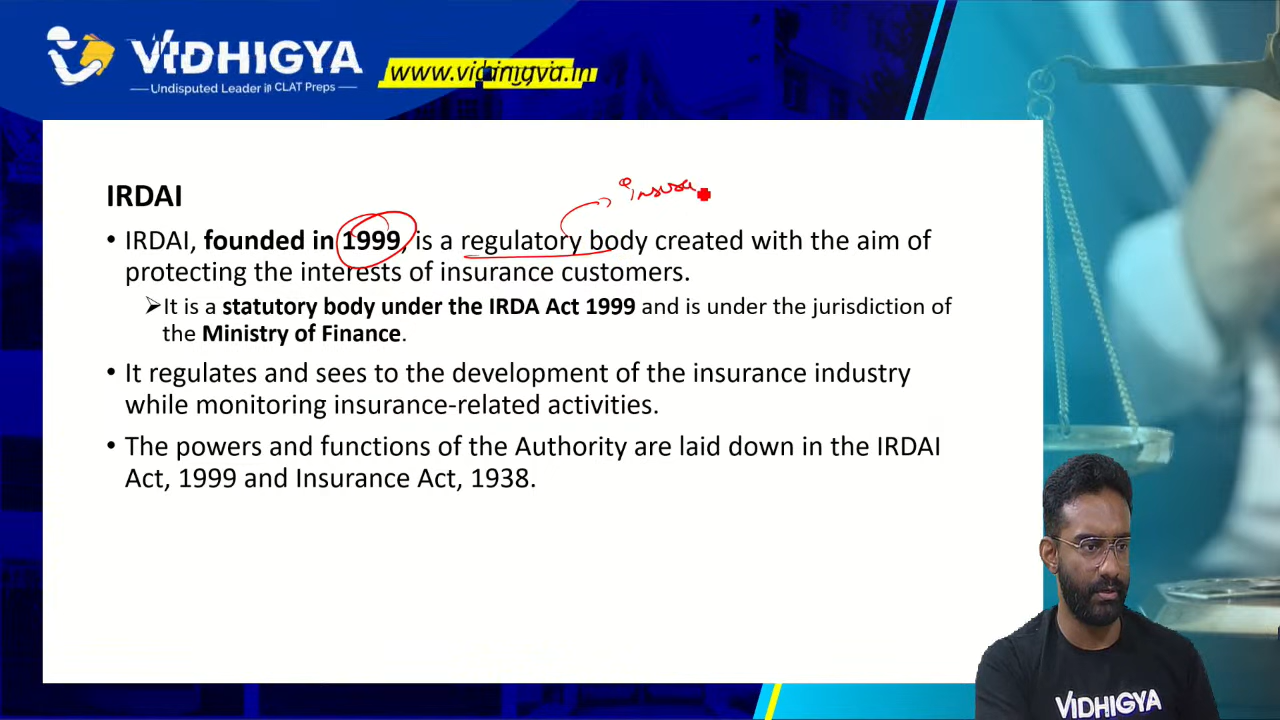 VIDHIGYA
Undisputed Leader in CLAT Preps
IRDAI
insura
• IRDAI, founded in 1999, is a regulatory body created with the aim of
protecting the interests of insurance customers.
➢It is a statutory body under the IRDA Act 1999 and is under the jurisdiction of
the Ministry of Finance.
• It regulates and sees to the development of the insurance industry
while monitoring insurance-related activities.
• The powers and functions of the Authority are laid down in the IRDAI
Act, 1999 and Insurance Act, 1938.
VIDHIGYA